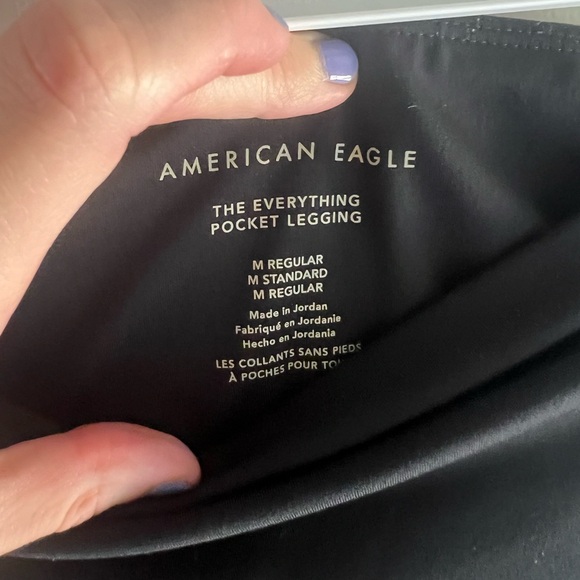 AMERICAN EAGLE
THE EVERYTHING
POCKET LEGGING
M REGULAR
M STANDARD
M REGULAR
Made in Jordan
Fabriqué en Jordanie
Hecho en Jordania
LES COLLANTS SANS PIEDS
À POCHES POUR